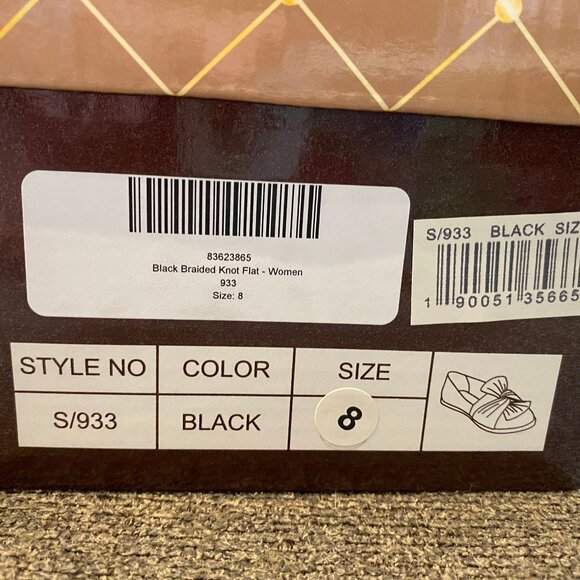 83623865
Black Braided Knot Flat - Women
933
Size: 8
S/933 BLACK SIZ
1 90051 35665
STYLE NO COLOR SIZE
S/933 BLACK 8